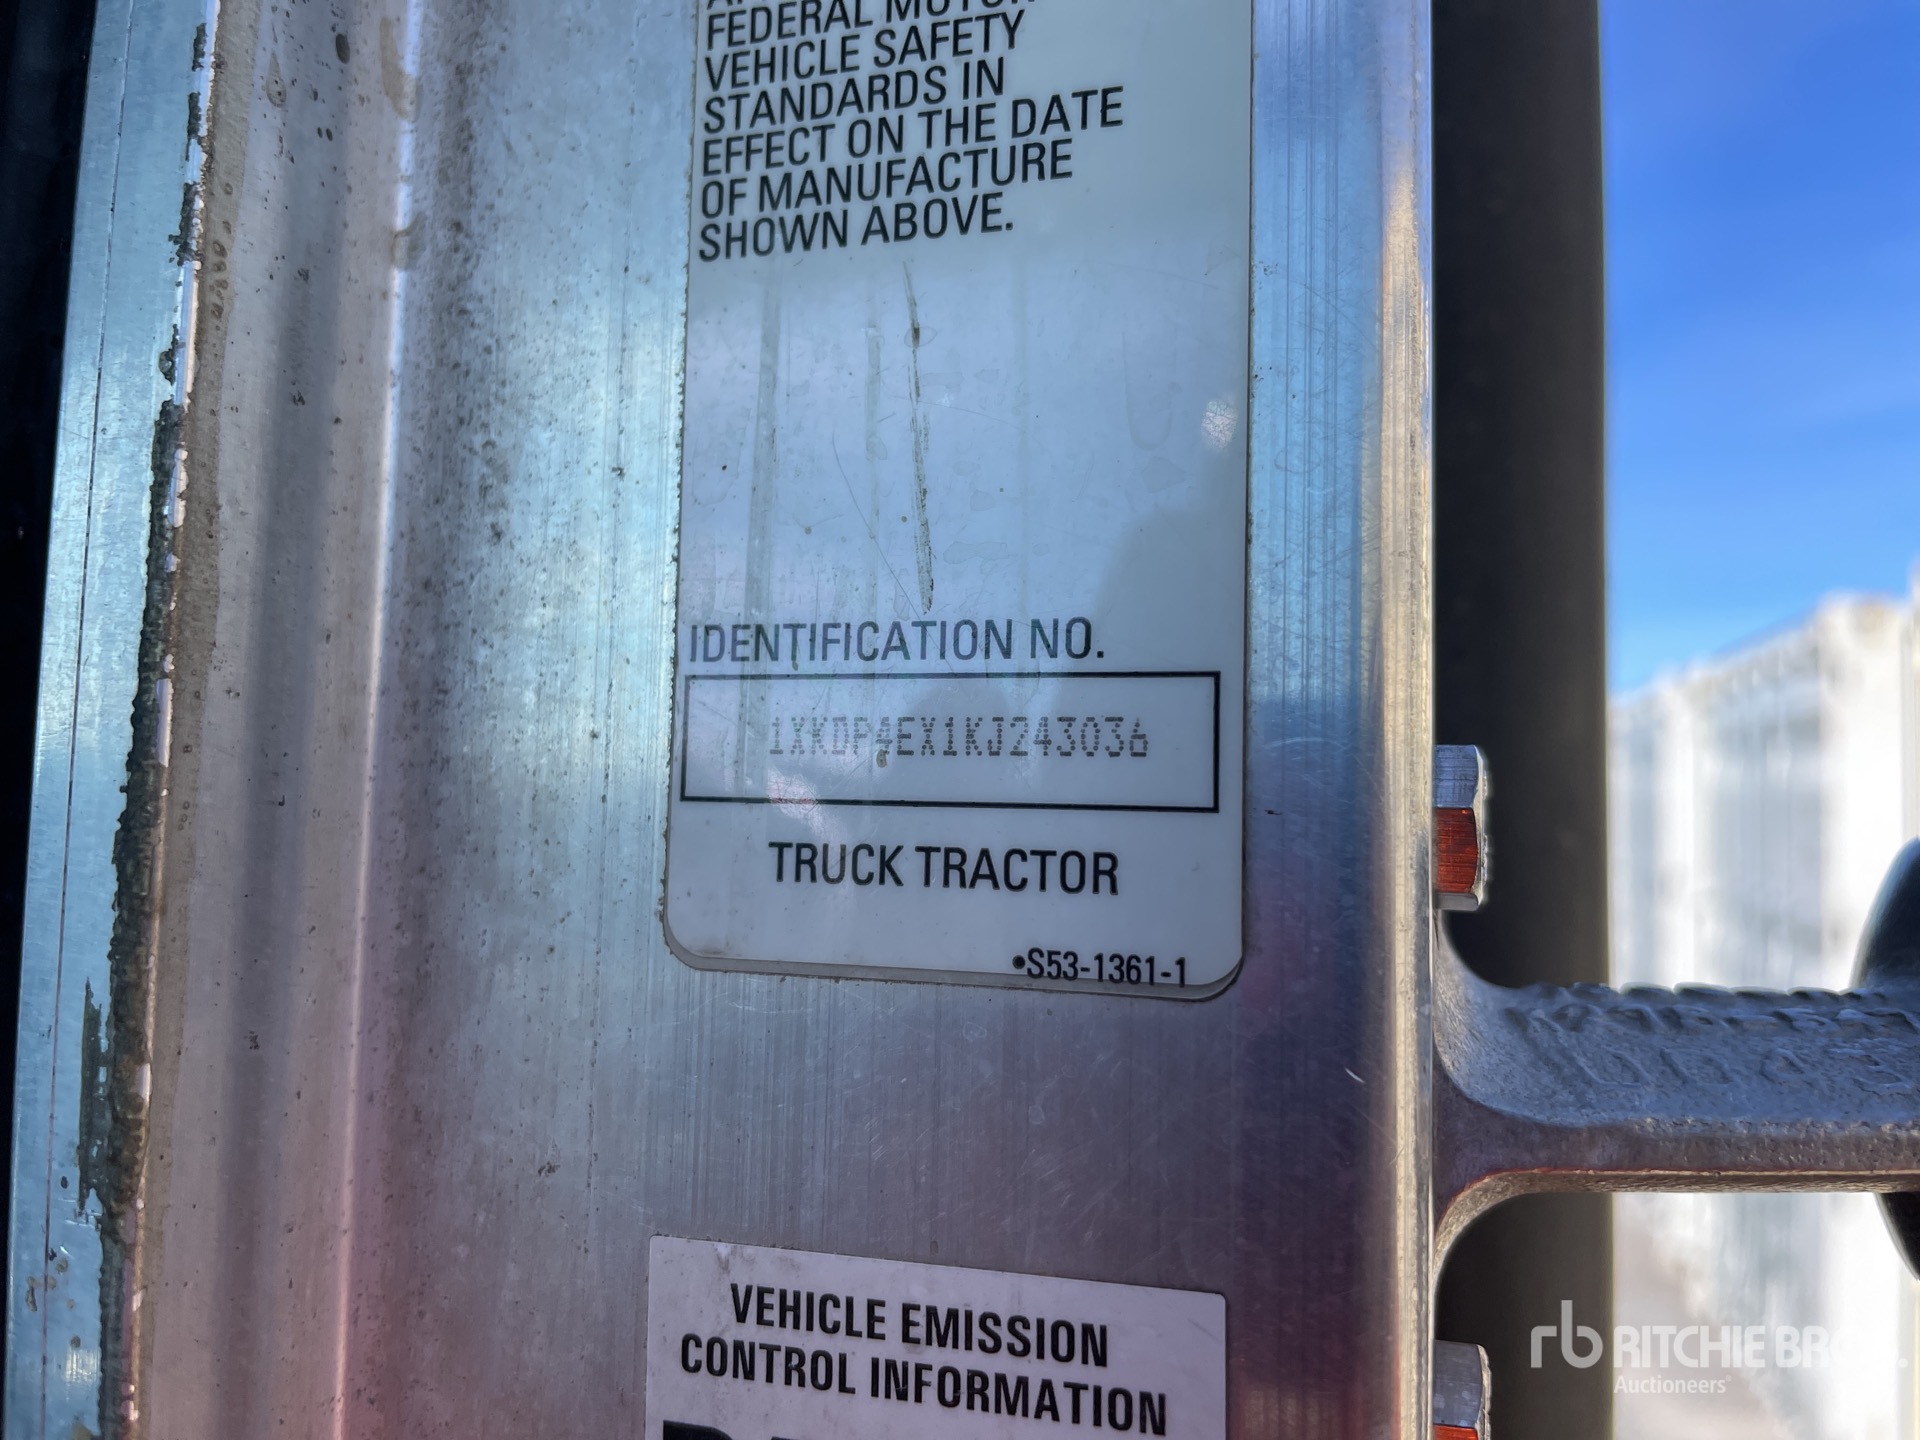 FEDERAL MOTOR
VEHICLE SAFETY
STANDARDS IN
EFFECT ON THE DATE
OF MANUFACTURE
SHOWN ABOVE.
IDENTIFICATION NO.
1XKDP4EX1KJ243036
TRUCK TRACTOR
•S53-1361-1
VEHICLE EMISSION
CONTROL INFORMATION
rb RITCHIE BROS.
Auctioneers